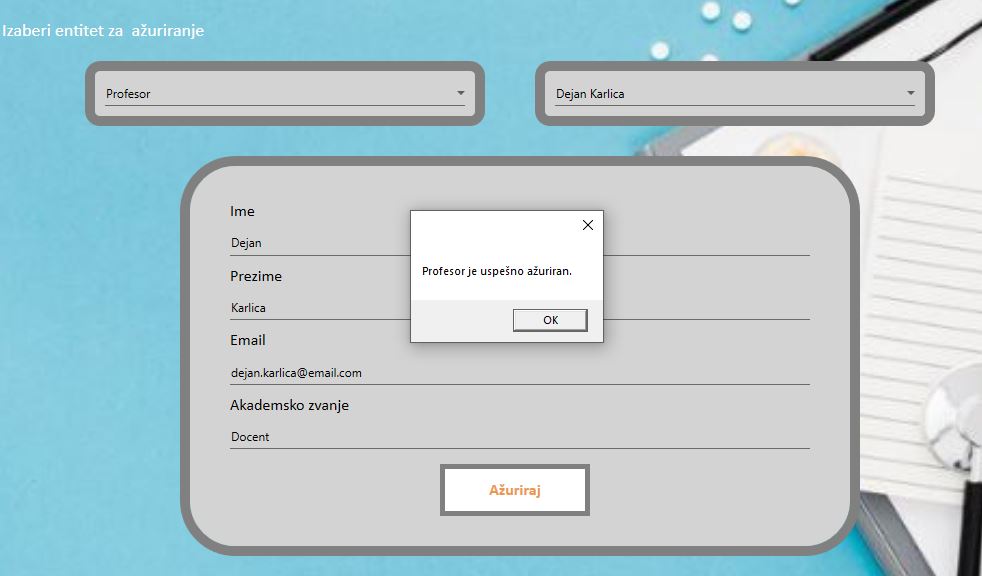 Izaberi entitet za  ažuriranje
Profesor
Dejan Karlica
Ime
Dejan
Prezime
Karlica
Email
dejan.karlica@email.com
Akademsko zvanje
Docent
Ažuriraj
Profesor je uspešno ažuriran.
OK